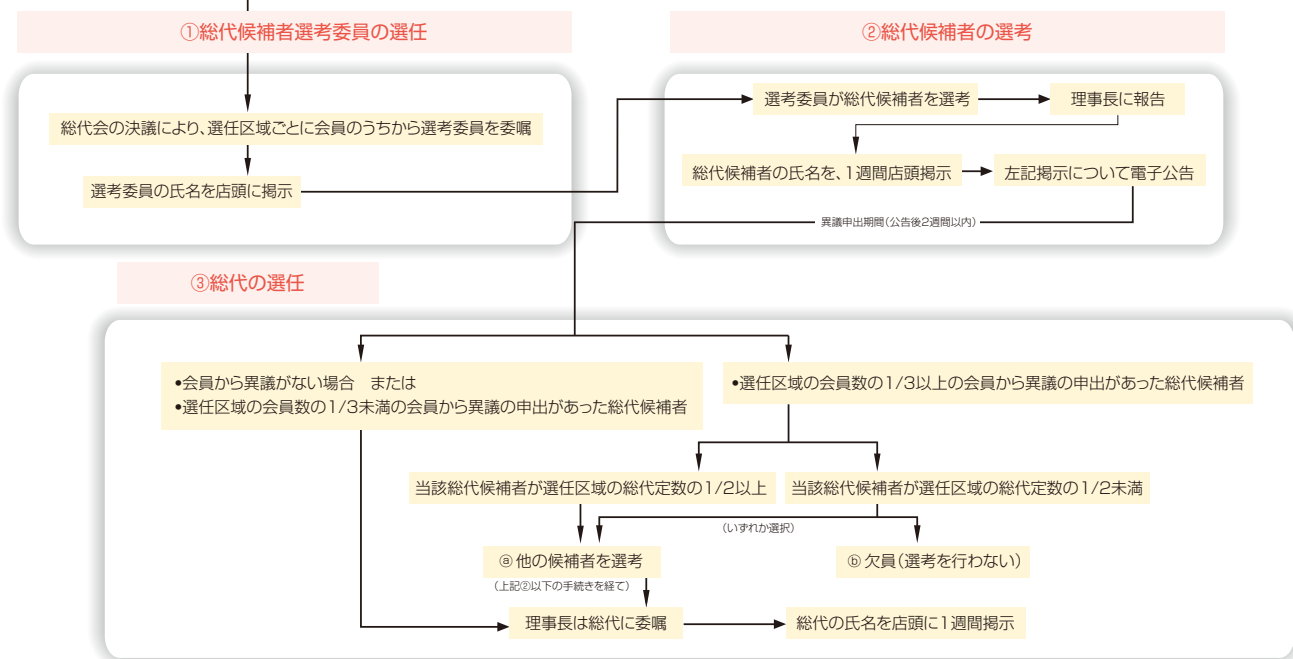 ①総代候補者選考委員の選任
総代会の決議により、選任区域ごとに会員のうちから選考委員を委嘱
選考委員の氏名を店頭に掲示
②総代候補者の選考
選考委員が総代候補者を選考
理事長に報告
総代候補者の氏名を、1週間店頭掲示
左記掲示について電子公告
異議申出期間(公告後2週間以内)
③総代の選任
•会員から異議がない場合　または
•選任区域の会員数の1/3未満の会員から異議の申出があった総代候補者
•選任区域の会員数の1/3以上の会員から異議の申出があった総代候補者
当該総代候補者が選任区域の総代定数の1/2以上
当該総代候補者が選任区域の総代定数の1/2未満
(いずれか選択)
ⓐ他の候補者を選考
ⓑ欠員(選考を行わない)
(上記②以下の手続きを経て)
理事長は総代に委嘱
総代の氏名を店頭に1週間掲示